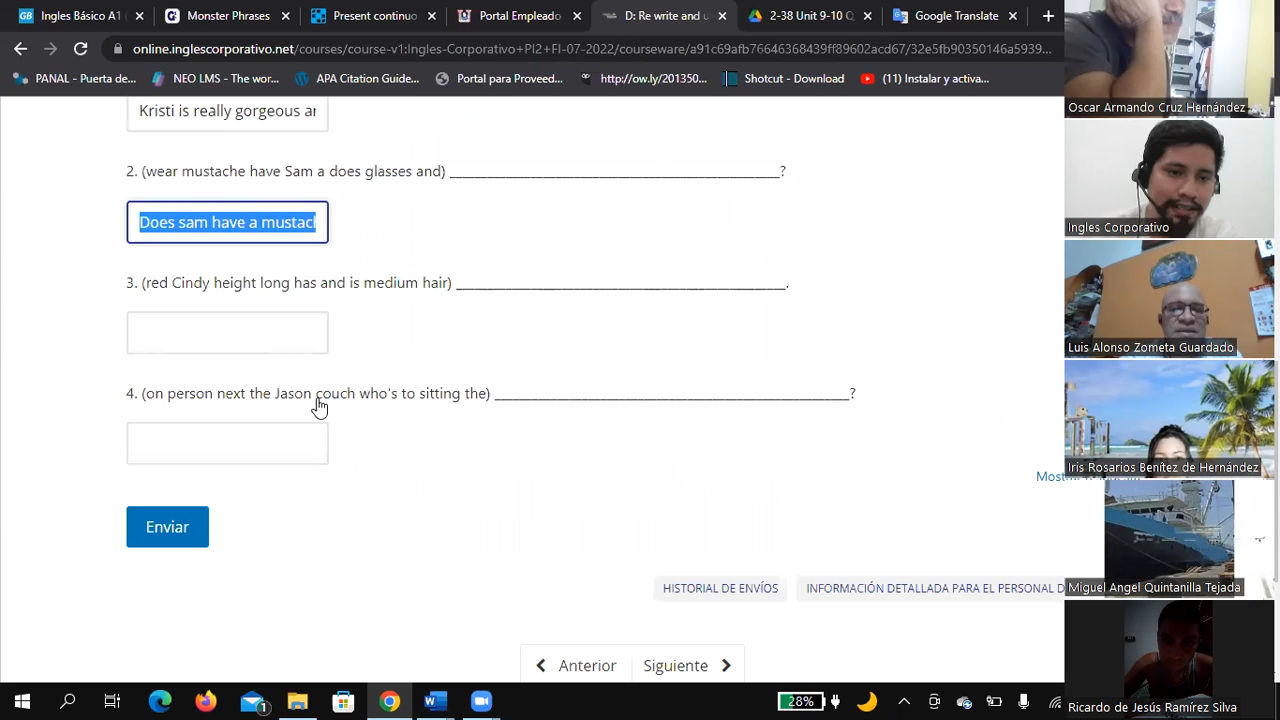 Ingles Básico A1
Monster Phrases
Present continuo
Portal Empleado
D: Re write and u
2-38 Unit 9-10 Q
Google Translate
online.inglescorporativo.net/courses/course-v1:Ingles-Corporativo+PI2+FI-07-2022/courseware/a91c69afb76646368439ff89602acd67/32e5fb90350146a5939...
PANAL - Puerta de...
NEO LMS - The wor...
APA Citation Guide...
Portal para Proveed...
http://ow.ly/201350...
Shotcut - Download
(11) Instalar y activa...
Kristi is really gorgeous ar
2. (wear mustache have Sam a does glasses and) ?
Does sam have a mustach
3. (red Cindy height long has and is medium hair) .
4. (on person next the Jason couch who's to sitting the) ?
Enviar
HISTORIAL DE ENVÍOS
INFORMACIÓN DETALLADA PARA EL PERSONAL D
Anterior
Siguiente
28%
Oscar Armando Cruz Hernández
Ingles Corporativo
Luis Alonso Zometa Guardado
Iris Rosarios Benítez de Hernández
Miguel Angel Quintanilla Tejada
Ricardo de Jesús Ramírez Silva